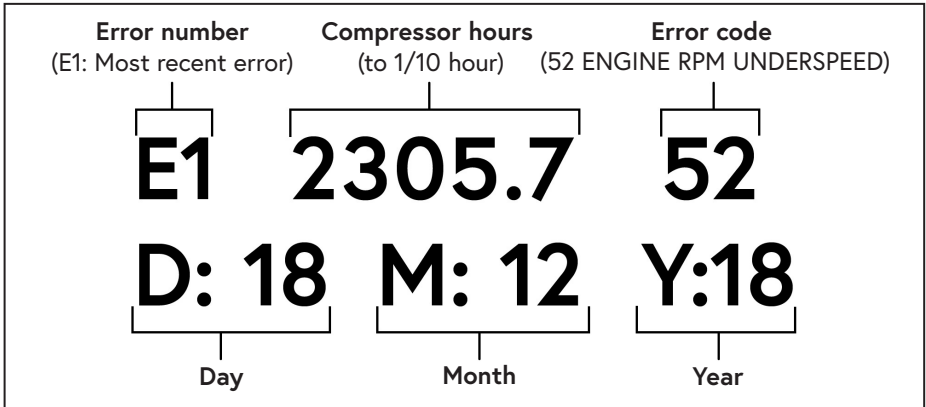 Error number Compressor hours Error code
(E1: Most recent error) (to 1/10 hour) (52 ENGINE RPM UNDERSPEED)
E1 2305.7 52
D: 18 M: 12 Y:18
Day Month Year